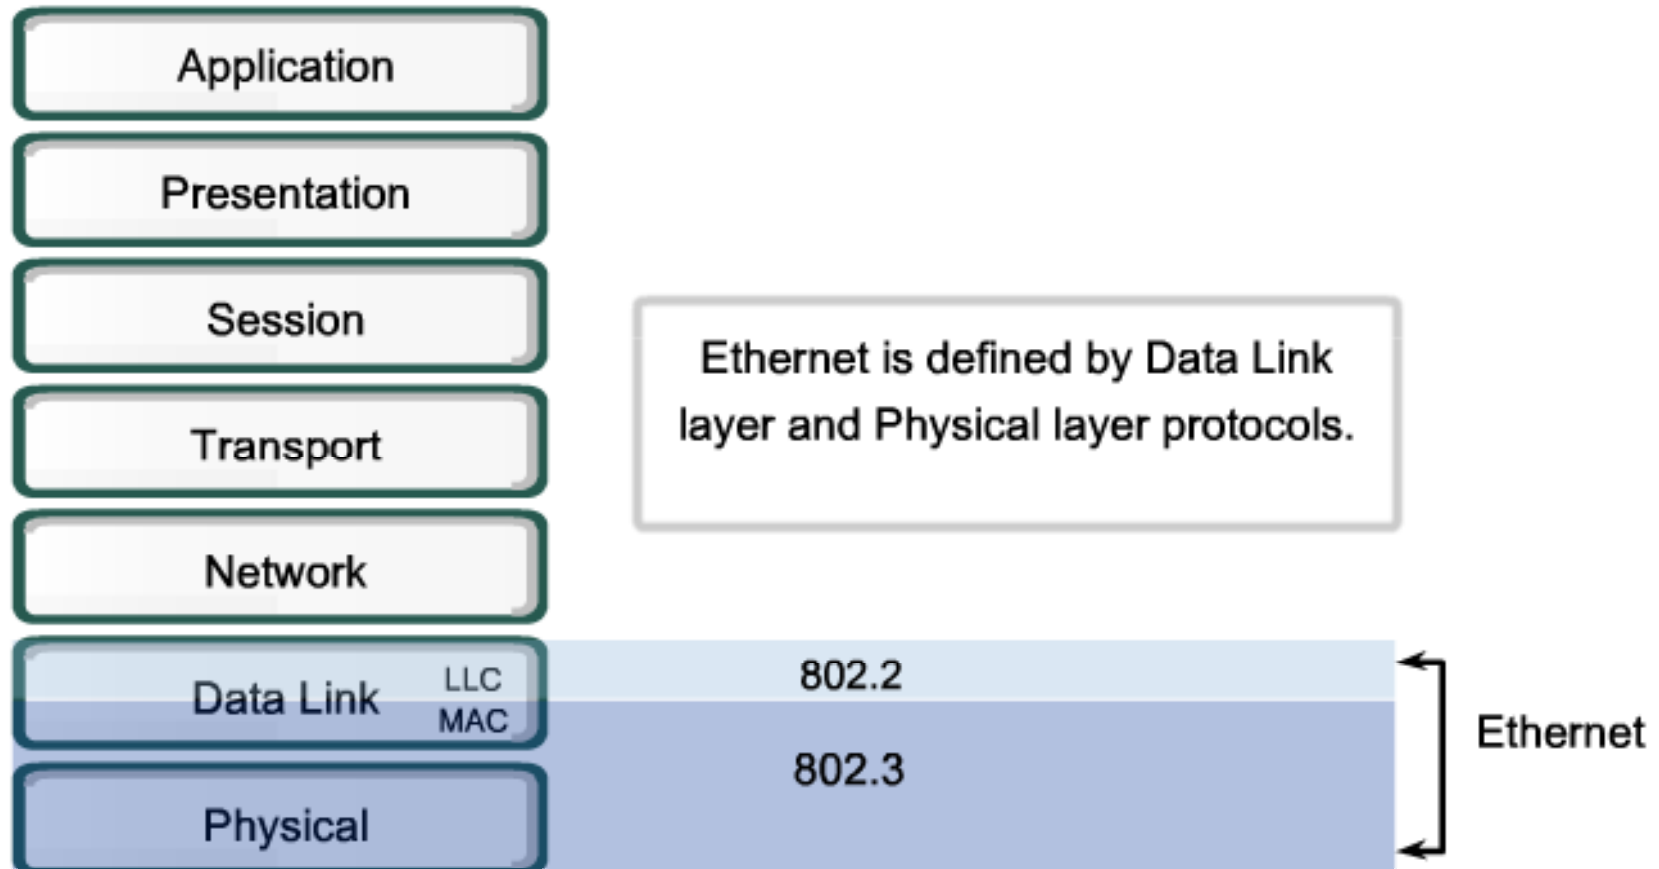 Application
Presentation
Session
Ethernet is defined by Data Link
layer and Physical layer protocols.
Transport
Network
Data Link
LLC
MAC
802.2
802.3
Ethernet
Physical